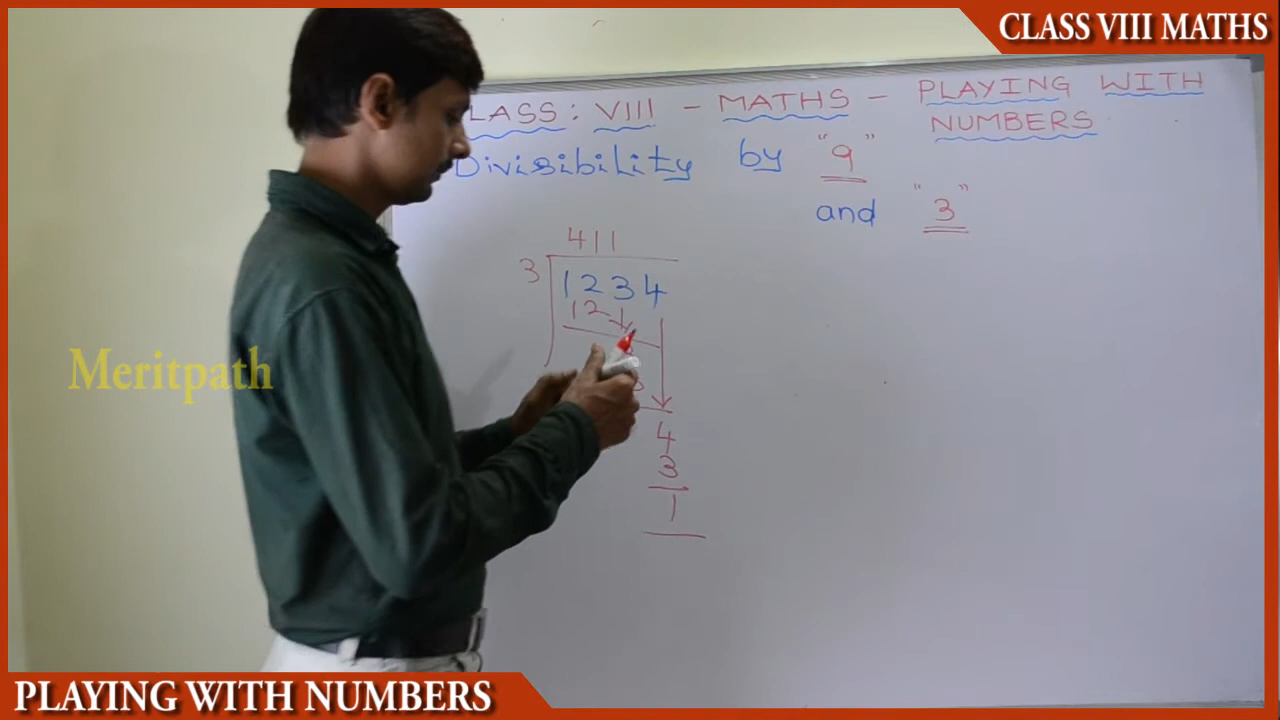 CLASS VIII MATHS
LASS: VIII - MATHS - PLAYING WITH
NUMBERS
Divisibility by "9"
and "3"
411
3 1234
12
4
3
1
Meritpath
PLAYING WITH NUMBERS